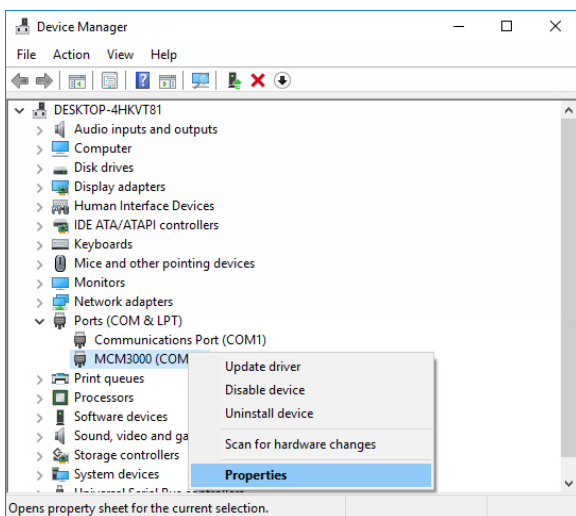 Device Manager
File Action View Help
DESKTOP-4HKVT81
Audio inputs and outputs
Computer
Disk drives
Display adapters
Human Interface Devices
IDE ATA/ATAPI controllers
Keyboards
Mice and other pointing devices
Monitors
Network adapters
Ports (COM & LPT)
Communications Port (COM1)
MCM3000 (COM
Update driver
Print queues
Disable device
Processors
Uninstall device
Software devices
Sound, video and ga
Scan for hardware changes
Storage controllers
System devices
Properties
Opens property sheet for the current selection.